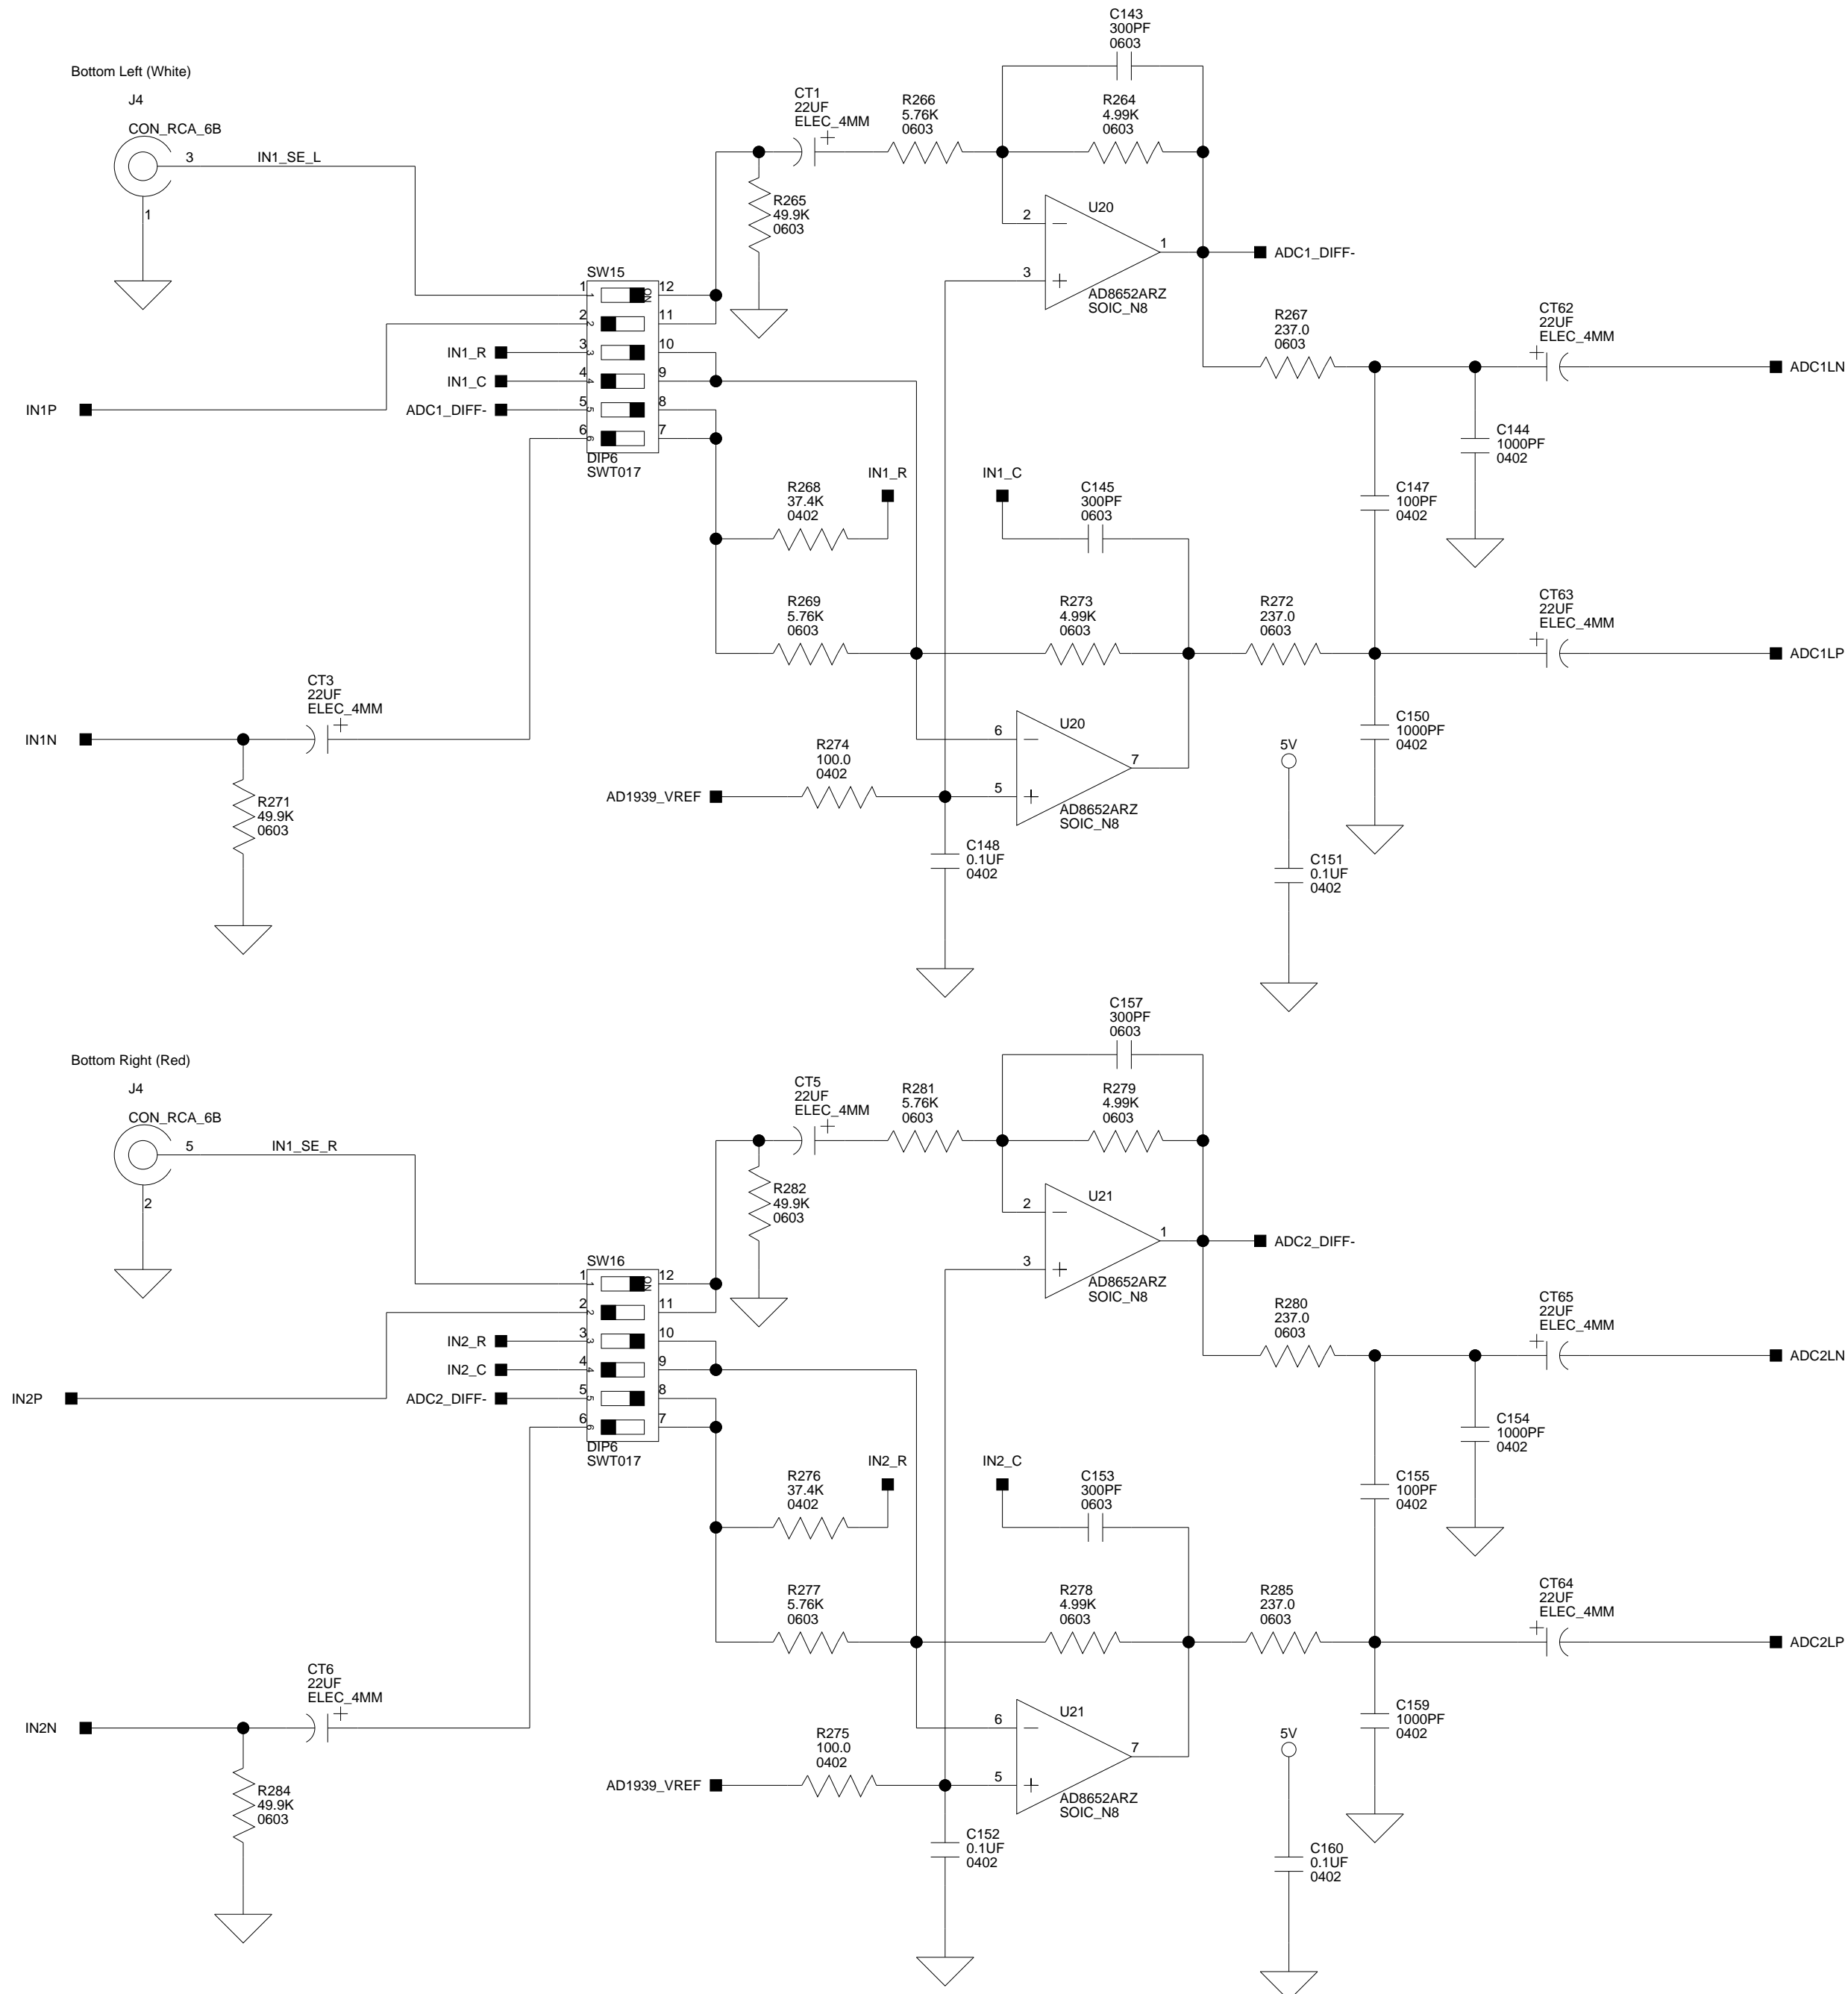 C143
300PF
0603
Bottom Left (White)
J4
CON_RCA_6B
3
IN1_SE_L
1
CT1
22UF
ELEC_4MM
+
R266
5.76K
0603
R264
4.99K
0603
R265
49.9K
0603
U20
2
3
1
ADC1_DIFF-
AD8652ARZ
SOIC_N8
SW15
1
2
3
4
5
6
1
2
3
4
5
6
ON
12
11
10
9
8
7
DIP6
SWT017
IN1_R
IN1_C
ADC1_DIFF-
IN1P
R267
237.0
0603
CT62
22UF
ELEC_4MM
+
ADC1LN
C144
1000PF
0402
R268
37.4K
0402
IN1_R
IN1_C
C145
300PF
0603
C147
100PF
0402
R269
5.76K
0603
R273
4.99K
0603
R272
237.0
0603
CT63
22UF
ELEC_4MM
+
ADC1LP
CT3
22UF
ELEC_4MM
+
IN1N
R271
49.9K
0603
U20
6
5
7
AD8652ARZ
SOIC_N8
R274
100.0
0402
AD1939_VREF
5V
C150
1000PF
0402
C148
0.1UF
0402
C151
0.1UF
0402
C157
300PF
0603
Bottom Right (Red)
J4
CON_RCA_6B
5
IN1_SE_R
2
CT5
22UF
ELEC_4MM
+
R281
5.76K
0603
R279
4.99K
0603
R282
49.9K
0603
U21
2
3
1
ADC2_DIFF-
AD8652ARZ
SOIC_N8
SW16
1
2
3
4
5
6
1
2
3
4
5
6
ON
12
11
10
9
8
7
DIP6
SWT017
IN2_R
IN2_C
ADC2_DIFF-
IN2P
R280
237.0
0603
CT65
22UF
ELEC_4MM
+
ADC2LN
C154
1000PF
0402
R276
37.4K
0402
IN2_R
IN2_C
C153
300PF
0603
C155
100PF
0402
R277
5.76K
0603
R278
4.99K
0603
R285
237.0
0603
CT64
22UF
ELEC_4MM
+
ADC2LP
CT6
22UF
ELEC_4MM
+
IN2N
R284
49.9K
0603
U21
6
5
7
AD8652ARZ
SOIC_N8
R275
100.0
0402
AD1939_VREF
5V
C159
1000PF
0402
C152
0.1UF
0402
C160
0.1UF
0402